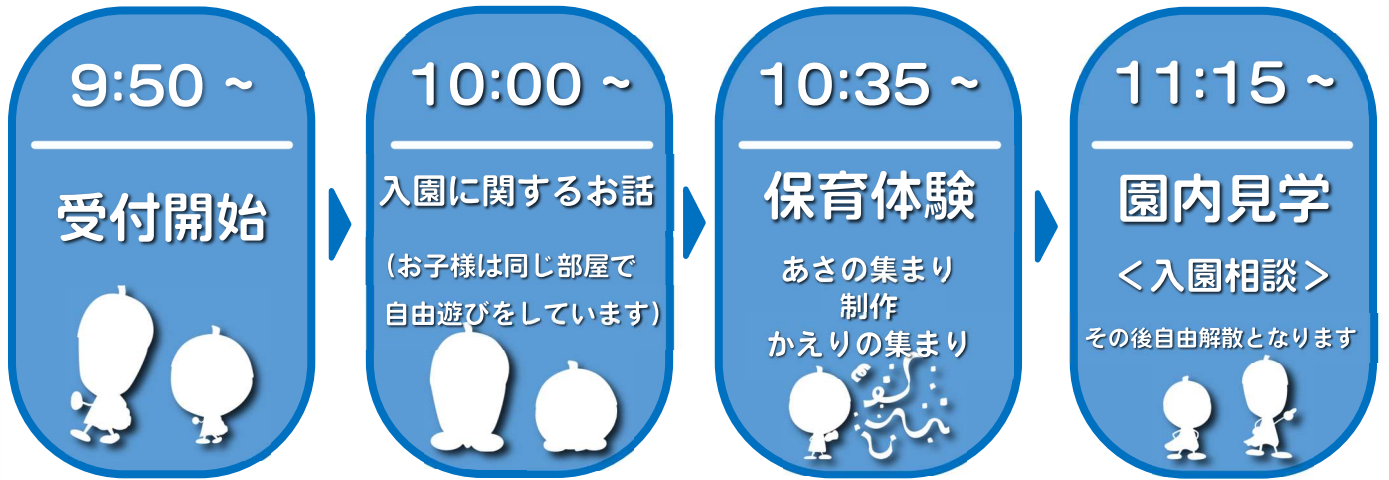 9:50 ~
受付開始
10:00 ~
入園に関するお話
(お子様は同じ部屋で
自由遊びをしています)
10:35 ~
保育体験
あさの集まり
制作
かえりの集まり
11:15 ~
園内見学
＜入園相談＞
その後自由解散となります